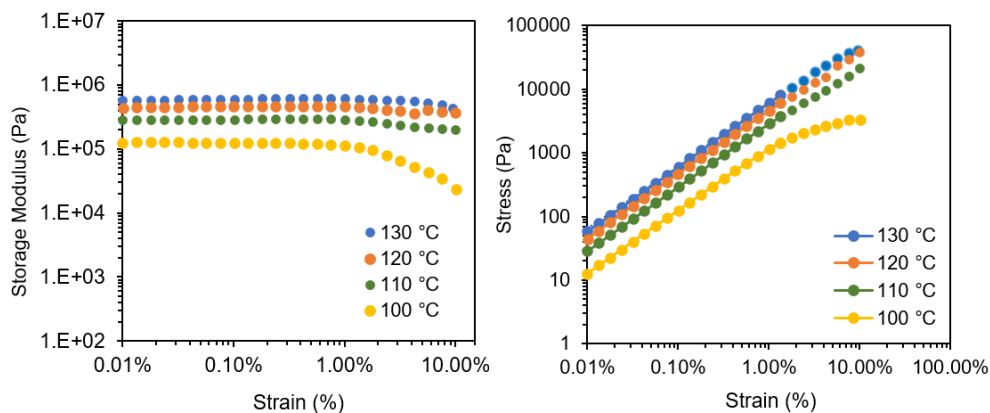 1.E+07
1.E+06
1.E+05
1.E+04
1.E+03
1.E+02
Storage Modulus (Pa)
130 °C
120 °C
110 °C
100 °C
0.01% 0.10% 1.00% 10.00%
Strain (%)
100000
10000
1000
100
10
1
Stress (Pa)
130 °C
120 °C
110 °C
100 °C
0.01% 0.10% 1.00% 10.00% 100.00%
Strain (%)